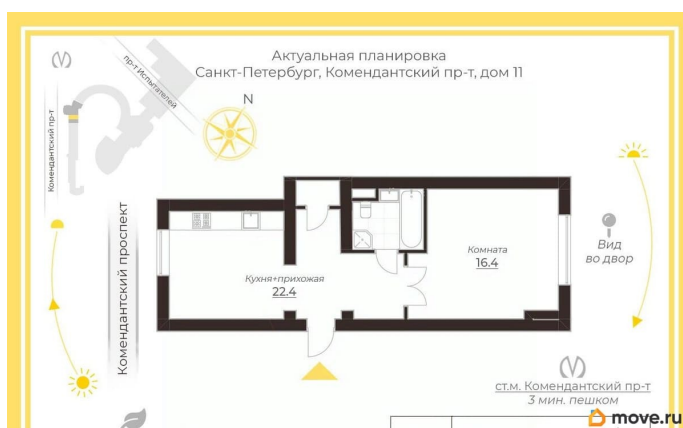 Актуальная планировка
Санкт-Петербург, Комендантский пр-т, дом 11
пр-т Испытателей
Комендантский пр-т
N
Комендантский проспект
Кухня+прихожая
22.4
Комната
16.4
Вид
во двор
ст.м. Комендантский пр-т
3 мин. пешком
move.ru